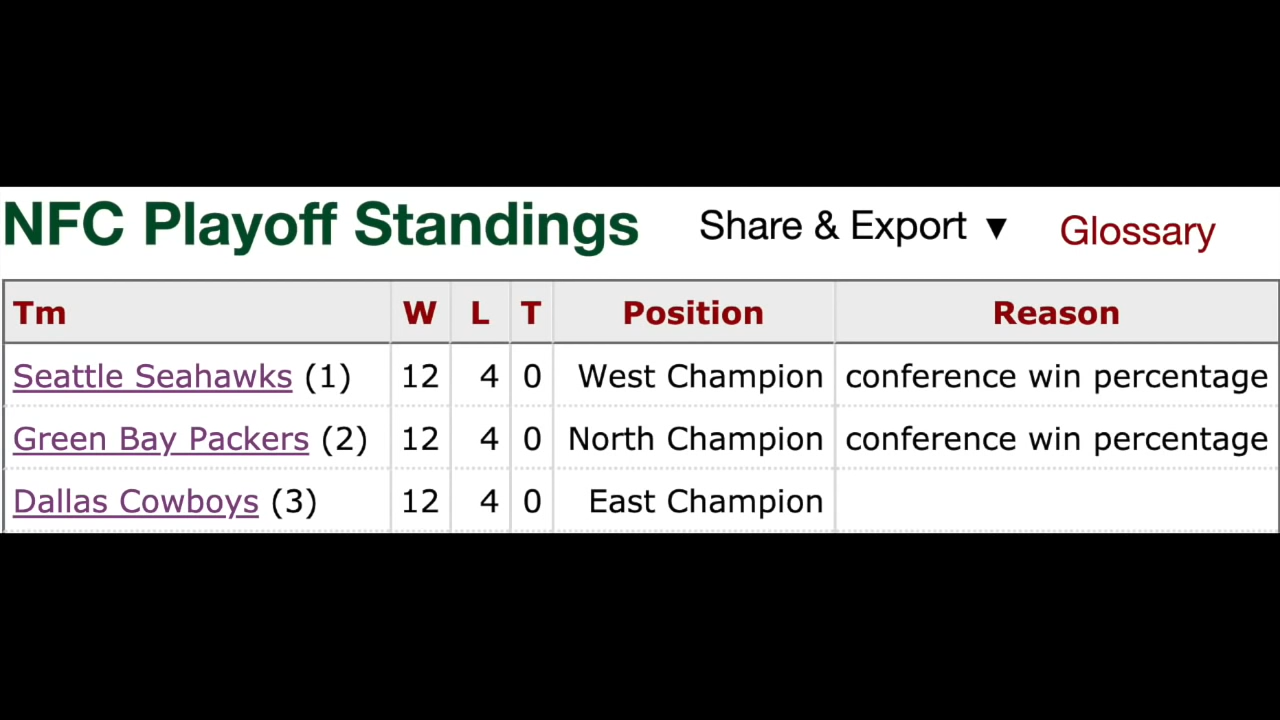 NFC Playoff Standings Share & Export ▼ Glossary
Tm W L T Position Reason
Seattle Seahawks (1) 12 4 0 West Champion conference win percentage
Green Bay Packers (2) 12 4 0 North Champion conference win percentage
Dallas Cowboys (3) 12 4 0 East Champion